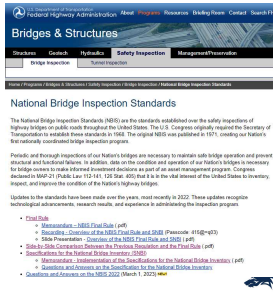 U.S. Department of Transportation
Federal Highway Administration
About Programs Resources Briefing Room Contact Search FHWA
Bridges & Structures
Structures Geotech Hydraulics Safety Inspection Management/Preservation
Bridge Inspection Tunnel Inspection
Home / Programs / Bridges & Structures / Safety Inspection / Bridge Inspection / National Bridge Inspection Standards
National Bridge Inspection Standards
The National Bridge Inspection Standards (NBIS) are the standards established over the safety inspections of
highway bridges on public roads throughout the United States. The U.S. Congress originally required the Secretary of
Transportation to establish these standards in 1968. The original NBIS was published in 1971, creating our Nation's
first nationally coordinated bridge inspection program.
Periodic and thorough inspections of our Nation's bridges are necessary to maintain safe bridge operation and prevent
structural and functional failures. In addition, data on the condition and operation of our Nation's bridges is necessary
for bridge owners to make informed investment decisions as part of an asset management program. Congress
declared in MAP-21 (Public Law 112-141, 126 Stat. 405) that it is in the vital interest of the United States to inventory,
inspect, and improve the condition of the Nation's highway bridges.
Updates to the standards have been made over the years, most recently in 2022. These updates recognize
technological advancements, research results, and experience in administering the inspection program.
Final Rule
Memorandum – NBIS Final Rule (.pdf)
Recording - Overview of the NBIS Final Rule and SNBI (Passcode: 415@=q03)
Slide Presentation - Overview of NBIS Final Rule and SNBI (.pdf)
Side-by-Side Comparison Between the Previous Regulation and the Final Rule (.pdf)
Specifications for the National Bridge Inventory (SNBI)
Memorandum - Implementation of the Specifications for the National Bridge Inventory (.pdf)
Questions and Answers on the Specification for the National Bridge Inventory
Questions and Answers on the NBIS 2022 (March 1, 2023)